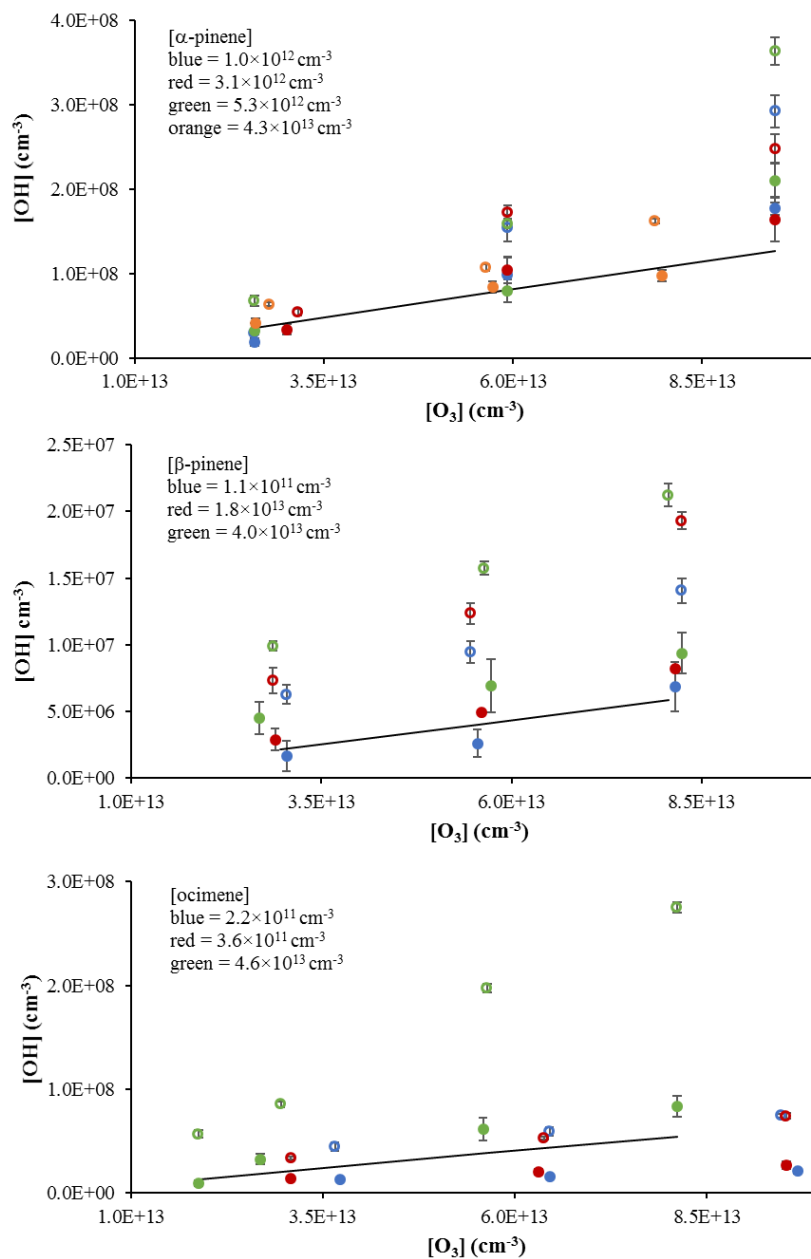 4.0E+08
[α-pinene]
blue = 1.0×10¹² cm⁻³
red = 3.1×10¹² cm⁻³
green = 5.3×10¹² cm⁻³
orange = 4.3×10¹³ cm⁻³
3.0E+08
2.0E+08
1.0E+08
0.0E+00
[OH] (cm⁻³)
1.0E+13 3.5E+13 6.0E+13 8.5E+13
[O₃] (cm⁻³)
2.5E+07
[β-pinene]
blue = 1.1×10¹¹ cm⁻³
red = 1.8×10¹³ cm⁻³
green = 4.0×10¹³ cm⁻³
2.0E+07
1.5E+07
1.0E+07
5.0E+06
0.0E+00
[OH] cm⁻³)
1.0E+13 3.5E+13 6.0E+13 8.5E+13
[O₃] (cm⁻³)
3.0E+08
[ocimene]
blue = 2.2×10¹¹ cm⁻³
red = 3.6×10¹¹ cm⁻³
green = 4.6×10¹³ cm⁻³
2.0E+08
1.0E+08
0.0E+00
[OH] (cm⁻³)
1.0E+13 3.5E+13 6.0E+13 8.5E+13
[O₃] (cm⁻³)